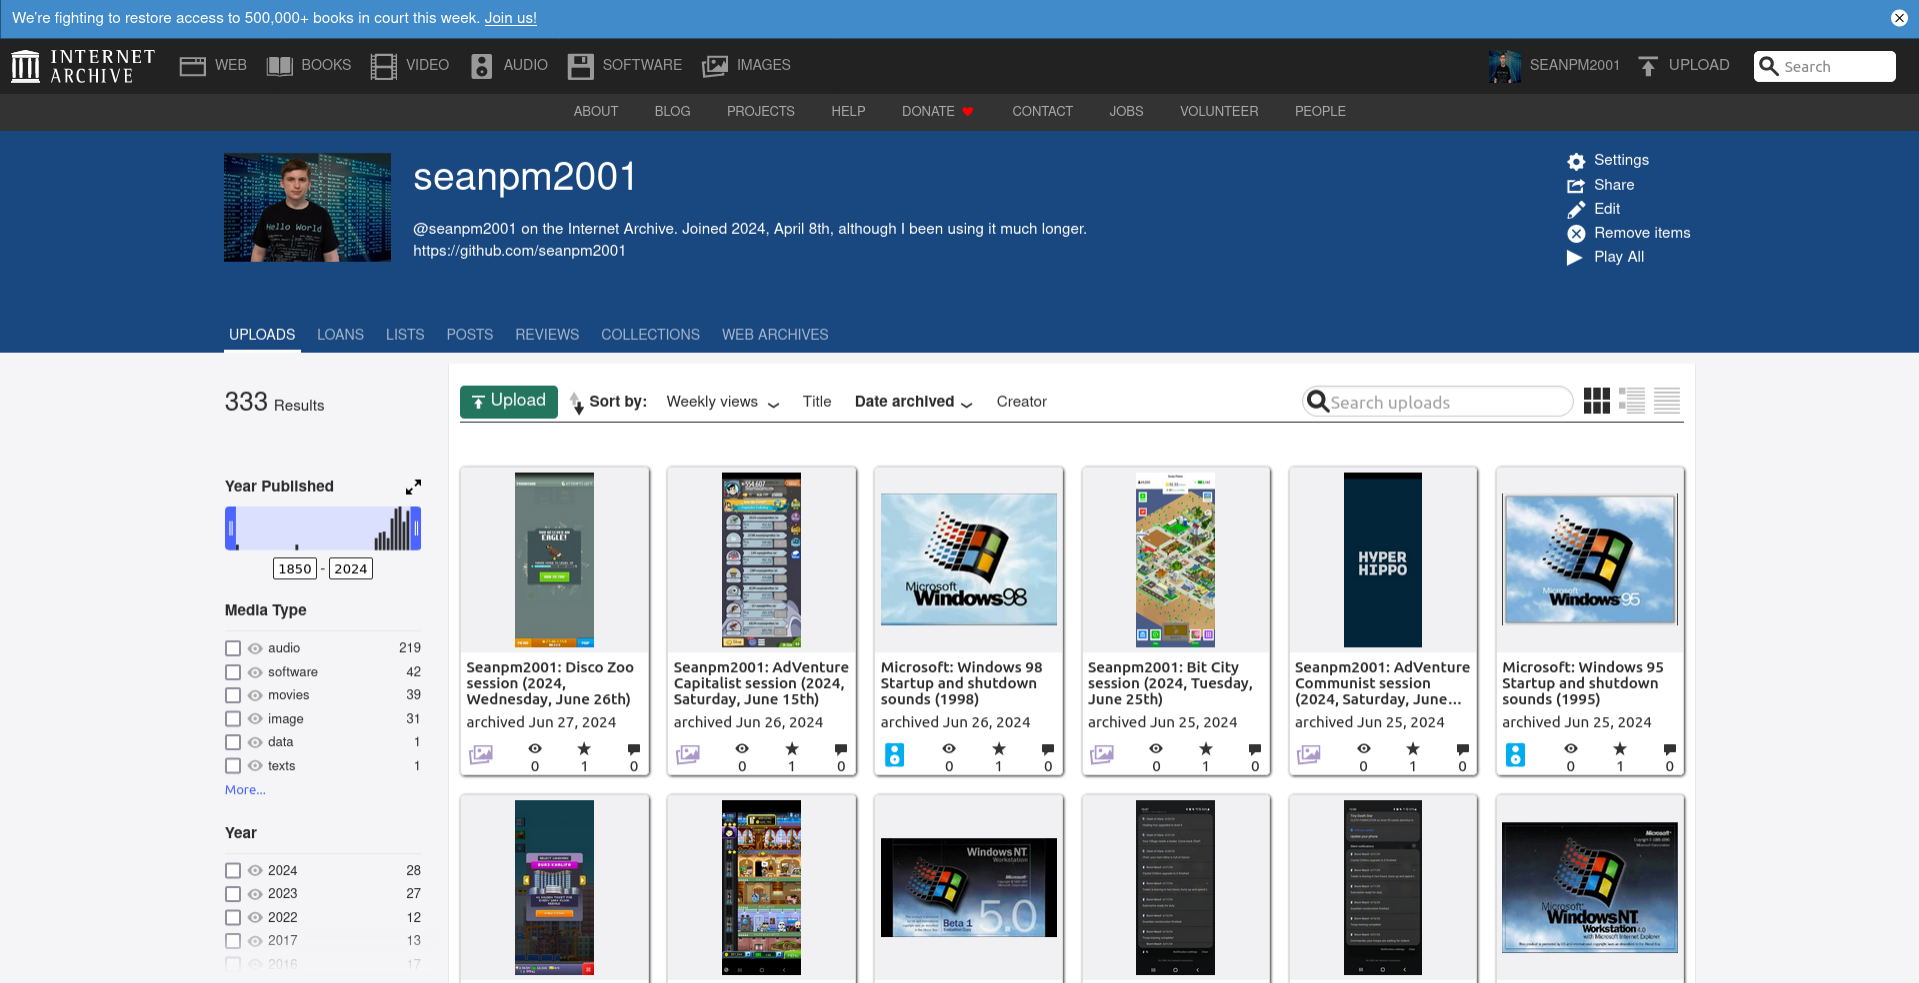 We're fighting to restore access to 500,000+ books in court this week. Join us!
INTERNET ARCHIVE
WEB
BOOKS
VIDEO
AUDIO
SOFTWARE
IMAGES
SEANPM2001
UPLOAD
Search
ABOUT
BLOG
PROJECTS
HELP
DONATE
CONTACT
JOBS
VOLUNTEER
PEOPLE
Hello World
seanpm2001
@seanpm2001 on the Internet Archive. Joined 2024, April 8th, although I been using it much longer.
https://github.com/seanpm2001
Settings
Share
Edit
Remove items
Play All
UPLOADS
LOANS
LISTS
POSTS
REVIEWS
COLLECTIONS
WEB ARCHIVES
333 Results
Year Published
1850 - 2024
Media Type
audio 219
software 42
movies 39
image 31
data 1
texts 1
More...
Year
2024 28
2023 27
2022 12
2017 13
2016 17
Upload
Sort by:
Weekly views
Title
Date archived
Creator
Search uploads
EAGLE!
Seanpm2001: Disco Zoo
session (2024,
Wednesday, June 26th)
archived Jun 27, 2024
0 1 0
Seanpm2001: AdVenture
Capitalist session (2024,
Saturday, June 15th)
archived Jun 26, 2024
0 1 0
Microsoft
Windows98
Microsoft: Windows 98
Startup and shutdown
sounds (1998)
archived Jun 26, 2024
0 1 0
Seanpm2001: Bit City
session (2024, Tuesday,
June 25th)
archived Jun 25, 2024
0 1 0
HYPER
HIPPO
Seanpm2001: AdVenture
Communist session
(2024, Saturday, June...
archived Jun 25, 2024
0 1 0
Microsoft
Windows95
Microsoft: Windows 95
Startup and shutdown
sounds (1995)
archived Jun 25, 2024
0 1 0
Windows NT
Workstation
Beta 1
5.0
Microsoft
Microsoft
WindowsNT
Workstation 4.0
with Microsoft Internet Explorer